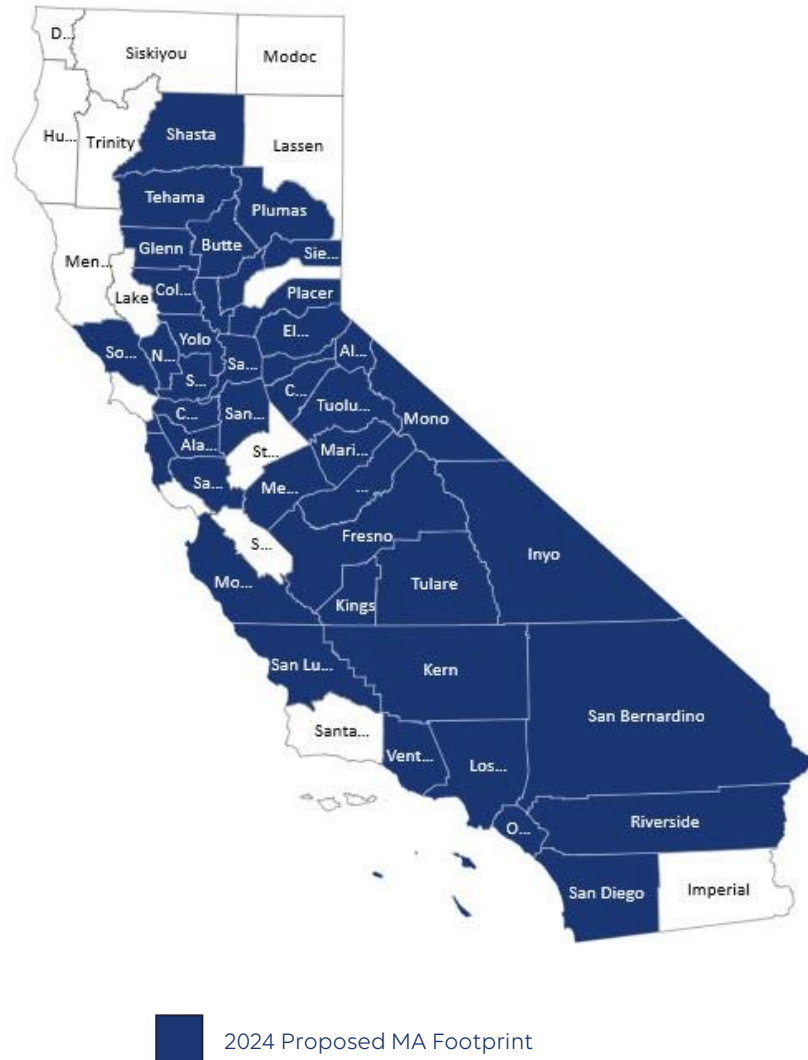 D...
Siskiyou
Modoc
Hu...
Trinity
Shasta
Lassen
Tehama
Plumas
Men...
Glenn
Butte
Sie...
Lake
Col...
Placer
So...
N...
Yolo
El...
S...
Sa...
Al...
C...
San...
C...
Tuolu...
Mono
Ala...
St...
Mari...
Sa...
Me...
...
S...
Fresno
Inyo
Mo...
Kings
Tulare
San Lu...
Kern
San Bernardino
Santa...
Vent...
Los...
O...
Riverside
San Diego
Imperial
2024 Proposed MA Footprint